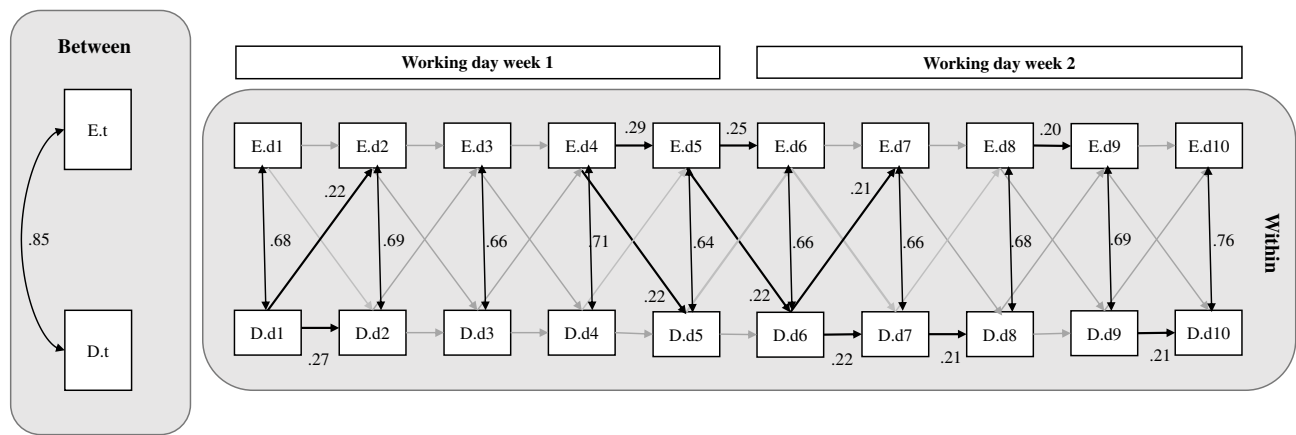 Between
Working day week 1
Working day week 2
E.t
E.d1
E.d2
E.d3
E.d4
.29
E.d5
.25
E.d6
E.d7
E.d8
.20
E.d9
E.d10
.22
.21
.85
.68
.69
.66
.71
.64
.66
.66
.68
.69
.76
Within
.22
.22
D.t
D.d1
D.d2
D.d3
D.d4
D.d5
D.d6
D.d7
D.d8
D.d9
D.d10
.27
.22
.21
.21